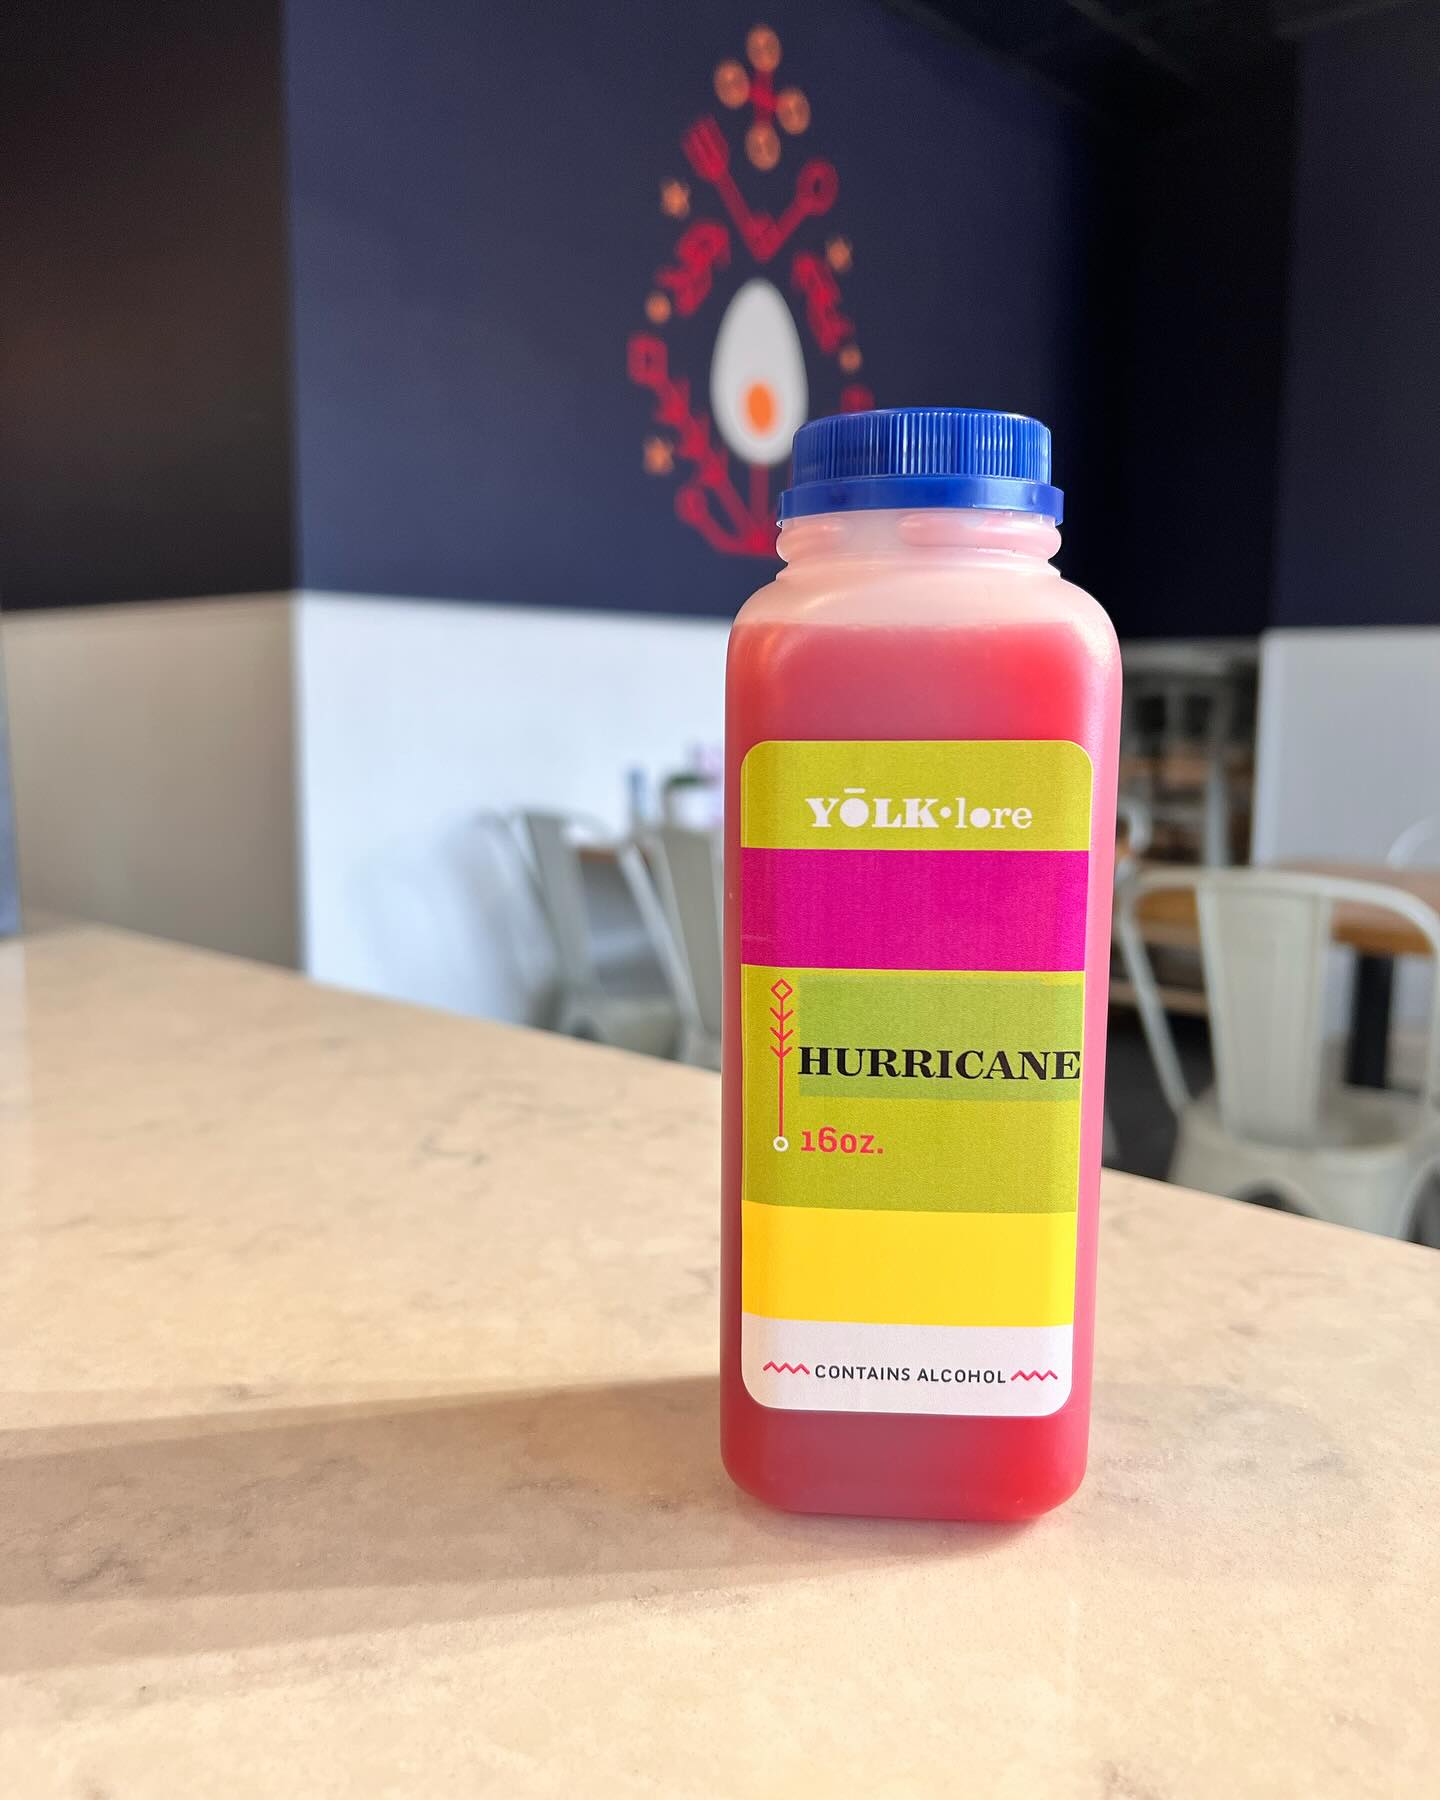 YŌLK•lore
HURRICANE
16oz.
CONTAINS ALCOHOL